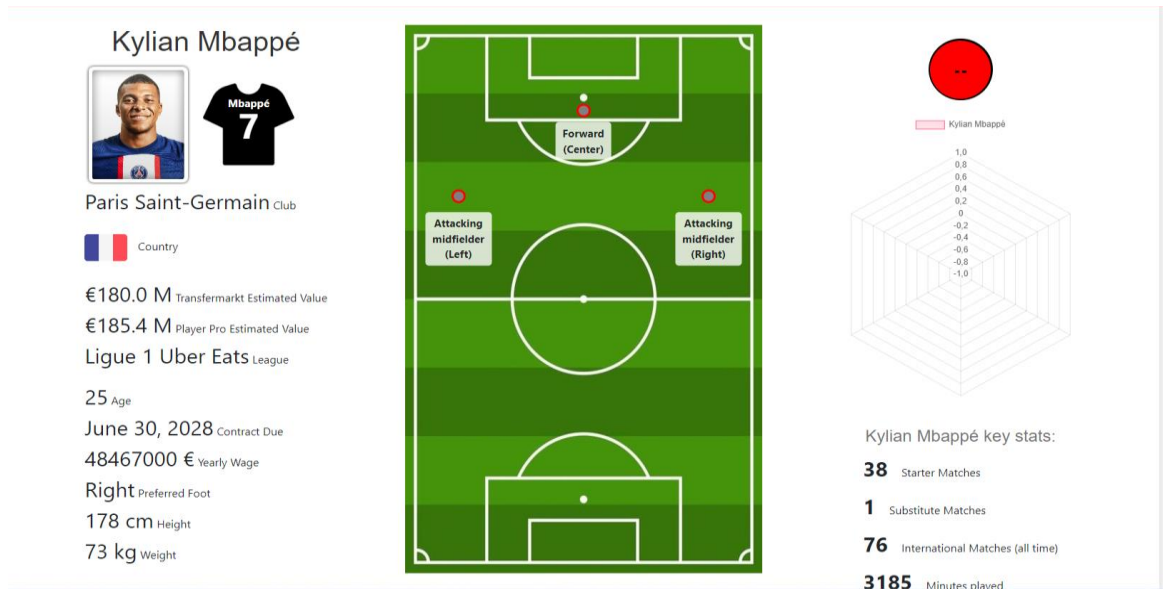 Kylian Mbappé
Mbappé
7
Paris Saint-Germain Club
Country
€180.0 M Transfermarkt Estimated Value
€185.4 M Player Pro Estimated Value
Ligue 1 Uber Eats League
25 Age
June 30, 2028 Contract Due
48467000 € Yearly Wage
Right Preferred Foot
178 cm Height
73 kg Weight
Forward
(Center)
Attacking
midfielder
(Left)
Attacking
midfielder
(Right)
--
Kylian Mbappé
1,0
0,8
0,6
0,4
0,2
0
-0,2
-0,4
-0,6
-0,8
-1,0
Kylian Mbappé key stats:
38 Starter Matches
1 Substitute Matches
76 International Matches (all time)
3185 Minutes played